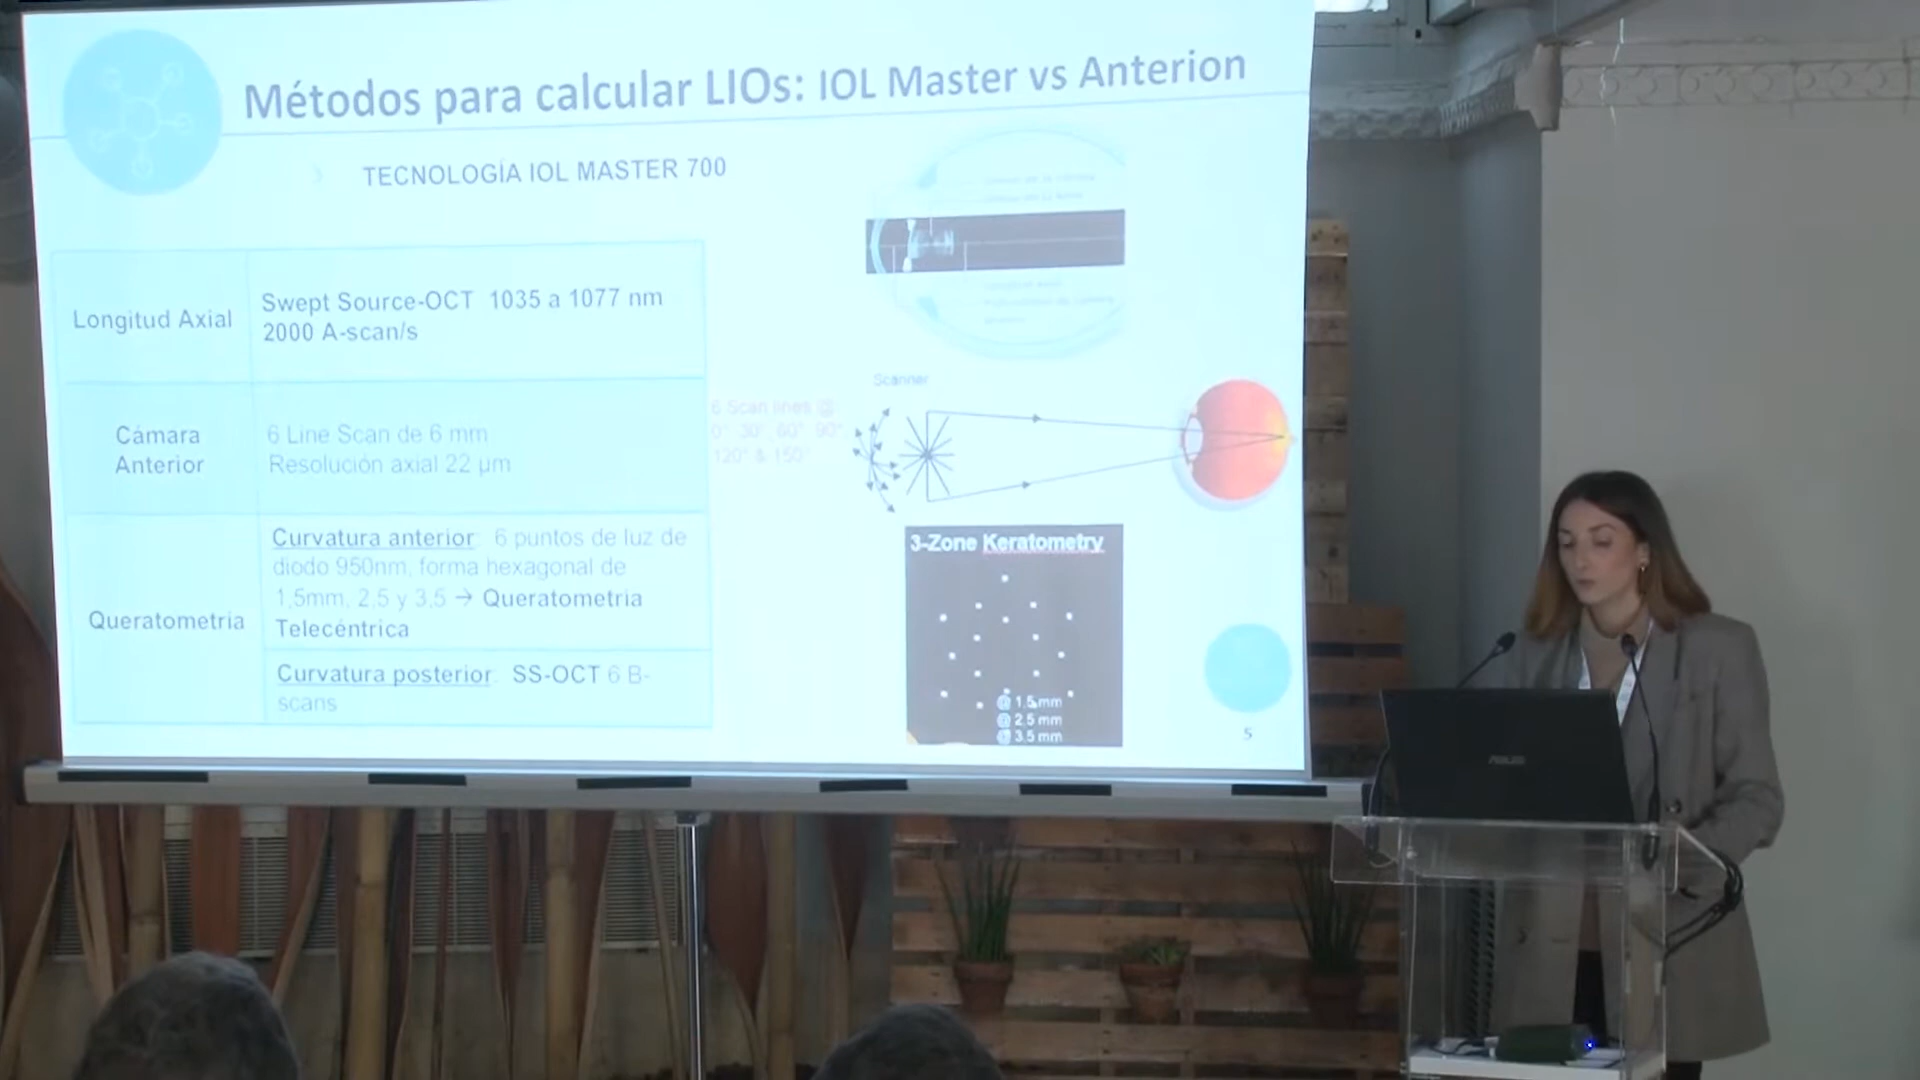 Métodos para calcular LIOs: IOL Master vs Anterion
TECNOLOGÍA IOL MASTER 700
Longitud Axial
Swept Source-OCT 1035 a 1077 nm
2000 A-scan/s
Cámara
Anterior
6 Line Scan de 6 mm
Resolución axial 22 µm
Queratometria
Curvatura anterior: 6 puntos de luz de
diodo 950nm, forma hexagonal de
1,5mm, 2,5 y 3,5 → Queratometria
Telecéntrica
Curvatura posterior: SS-OCT 6 B-
scans
Scanner
6 Scan lines @
0° 30°, 60° 90°
120° & 150°
3-Zone Keratometry
@ 1.5 mm
@ 2.5 mm
@ 3.5 mm
5
ASUS